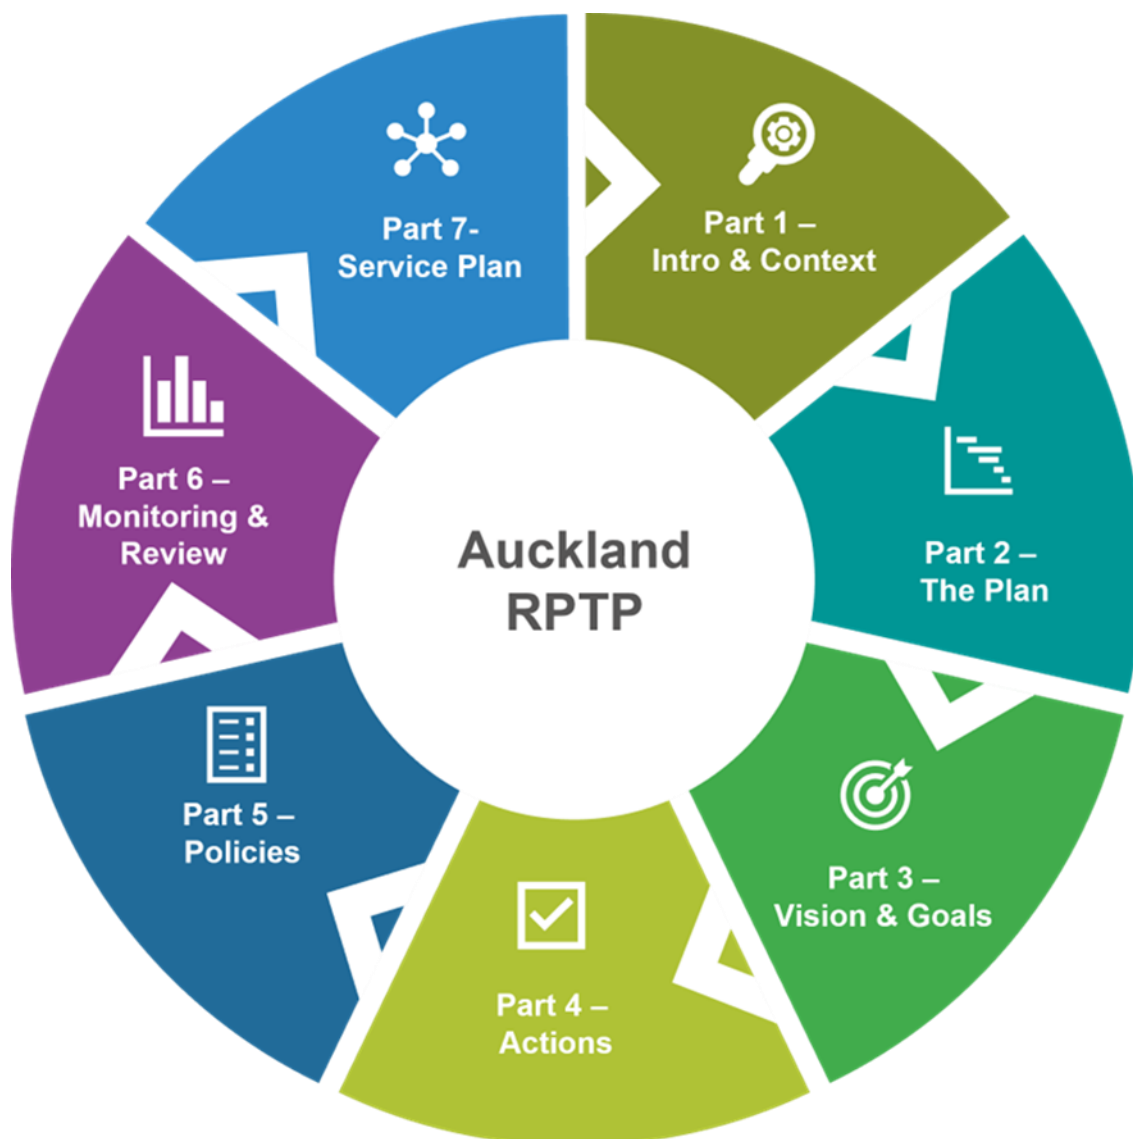 Auckland
RPTP
Part 1 –
Intro & Context
Part 2 –
The Plan
Part 3 –
Vision & Goals
Part 4 –
Actions
Part 5 –
Policies
Part 6 –
Monitoring &
Review
Part 7-
Service Plan